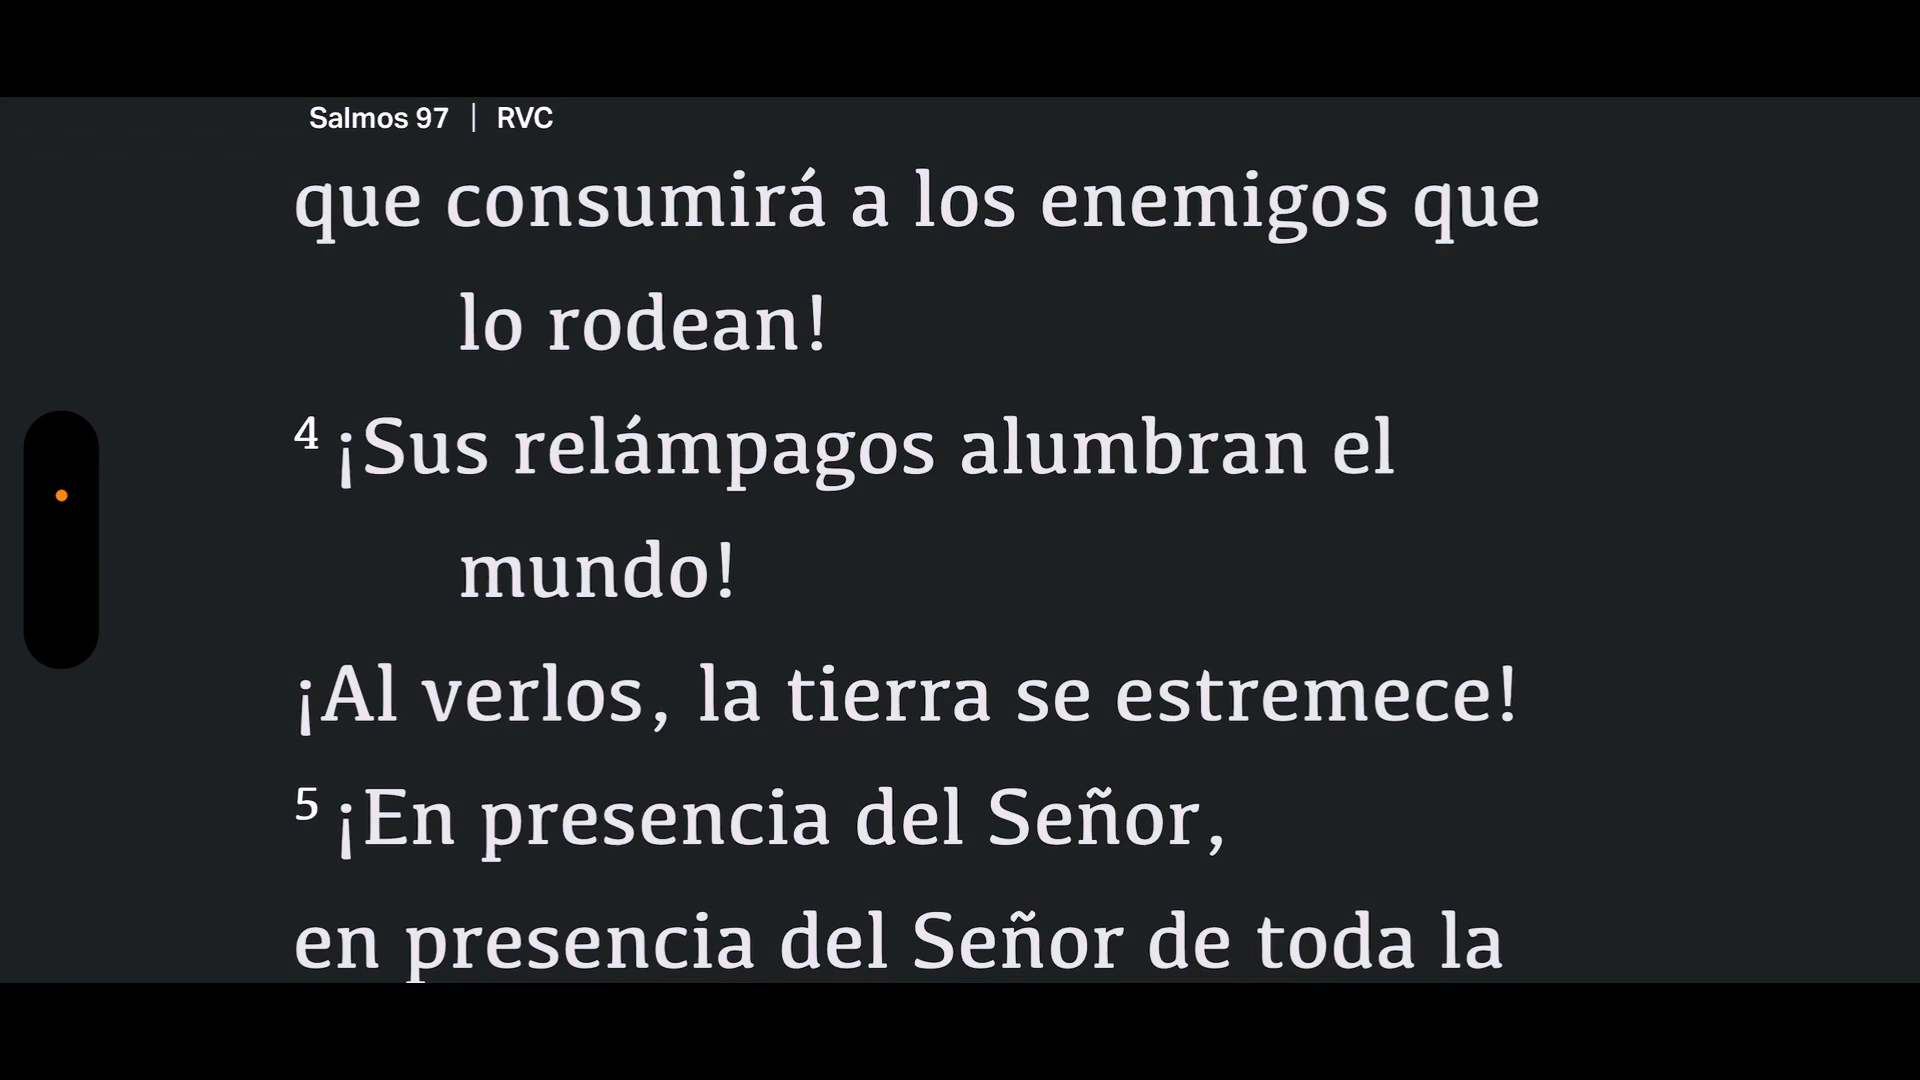 Salmos 97 | RVC
que consumirá a los enemigos que
lo rodean!
4 ¡Sus relámpagos alumbran el
mundo!
¡Al verlos, la tierra se estremece!
5 ¡En presencia del Señor,
en presencia del Señor de toda la